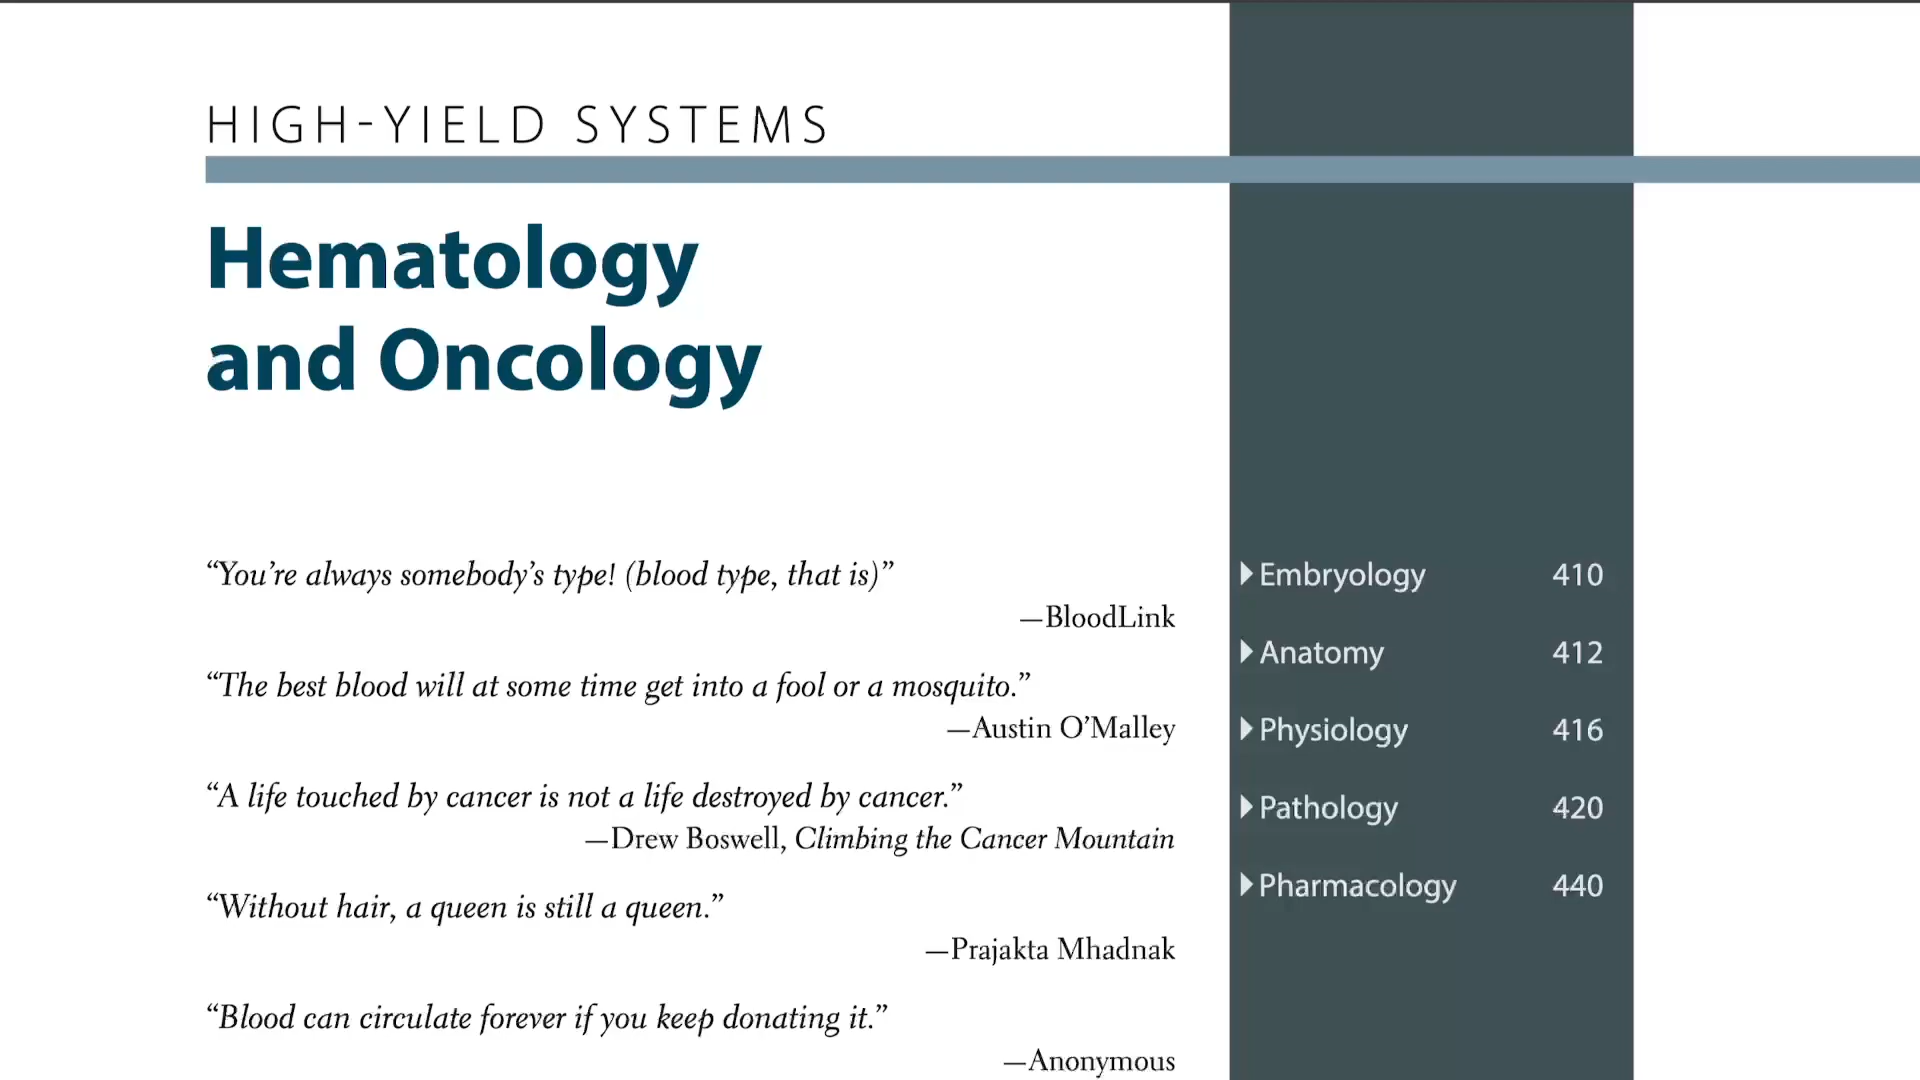 HIGH-YIELD SYSTEMS
Hematology
and Oncology
“You’re always somebody’s type! (blood type, that is)”
—BloodLink
“The best blood will at some time get into a fool or a mosquito.”
—Austin O’Malley
“A life touched by cancer is not a life destroyed by cancer.”
—Drew Boswell, Climbing the Cancer Mountain
“Without hair, a queen is still a queen.”
—Prajakta Mhadnak
“Blood can circulate forever if you keep donating it.”
—Anonymous
Embryology 410
Anatomy 412
Physiology 416
Pathology 420
Pharmacology 440